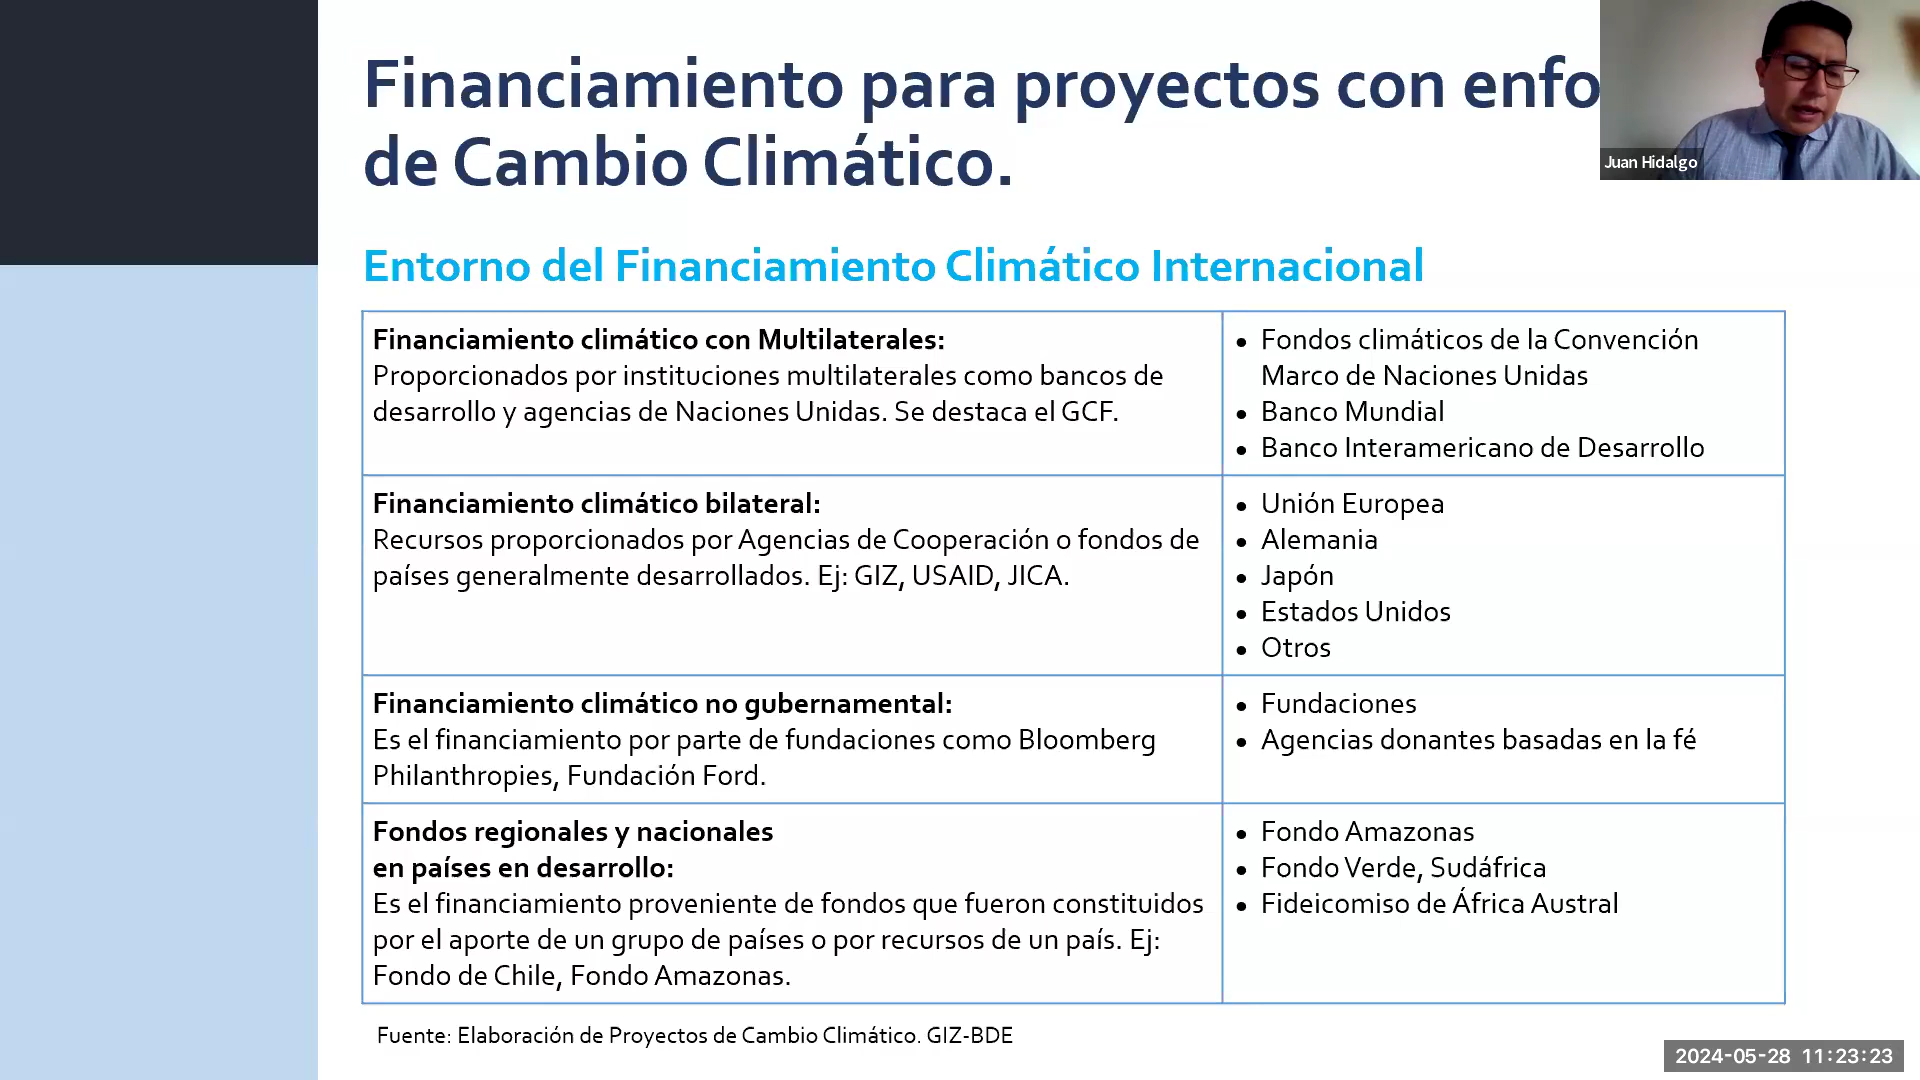 Financiamiento para proyectos con enfo
de Cambio Climático.
Juan Hidalgo
Entorno del Financiamiento Climático Internacional
Financiamiento climático con Multilaterales:
Proporcionados por instituciones multilaterales como bancos de
desarrollo y agencias de Naciones Unidas. Se destaca el GCF.
• Fondos climáticos de la Convención
Marco de Naciones Unidas
• Banco Mundial
• Banco Interamericano de Desarrollo
Financiamiento climático bilateral:
Recursos proporcionados por Agencias de Cooperación o fondos de
países generalmente desarrollados. Ej: GIZ, USAID, JICA.
• Unión Europea
• Alemania
• Japón
• Estados Unidos
• Otros
Financiamiento climático no gubernamental:
Es el financiamiento por parte de fundaciones como Bloomberg
Philanthropies, Fundación Ford.
• Fundaciones
• Agencias donantes basadas en la fé
Fondos regionales y nacionales
en países en desarrollo:
Es el financiamiento proveniente de fondos que fueron constituidos
por el aporte de un grupo de países o por recursos de un país. Ej:
Fondo de Chile, Fondo Amazonas.
• Fondo Amazonas
• Fondo Verde, Sudáfrica
• Fideicomiso de África Austral
Fuente: Elaboración de Proyectos de Cambio Climático. GIZ-BDE
2024-05-28 11:23:23